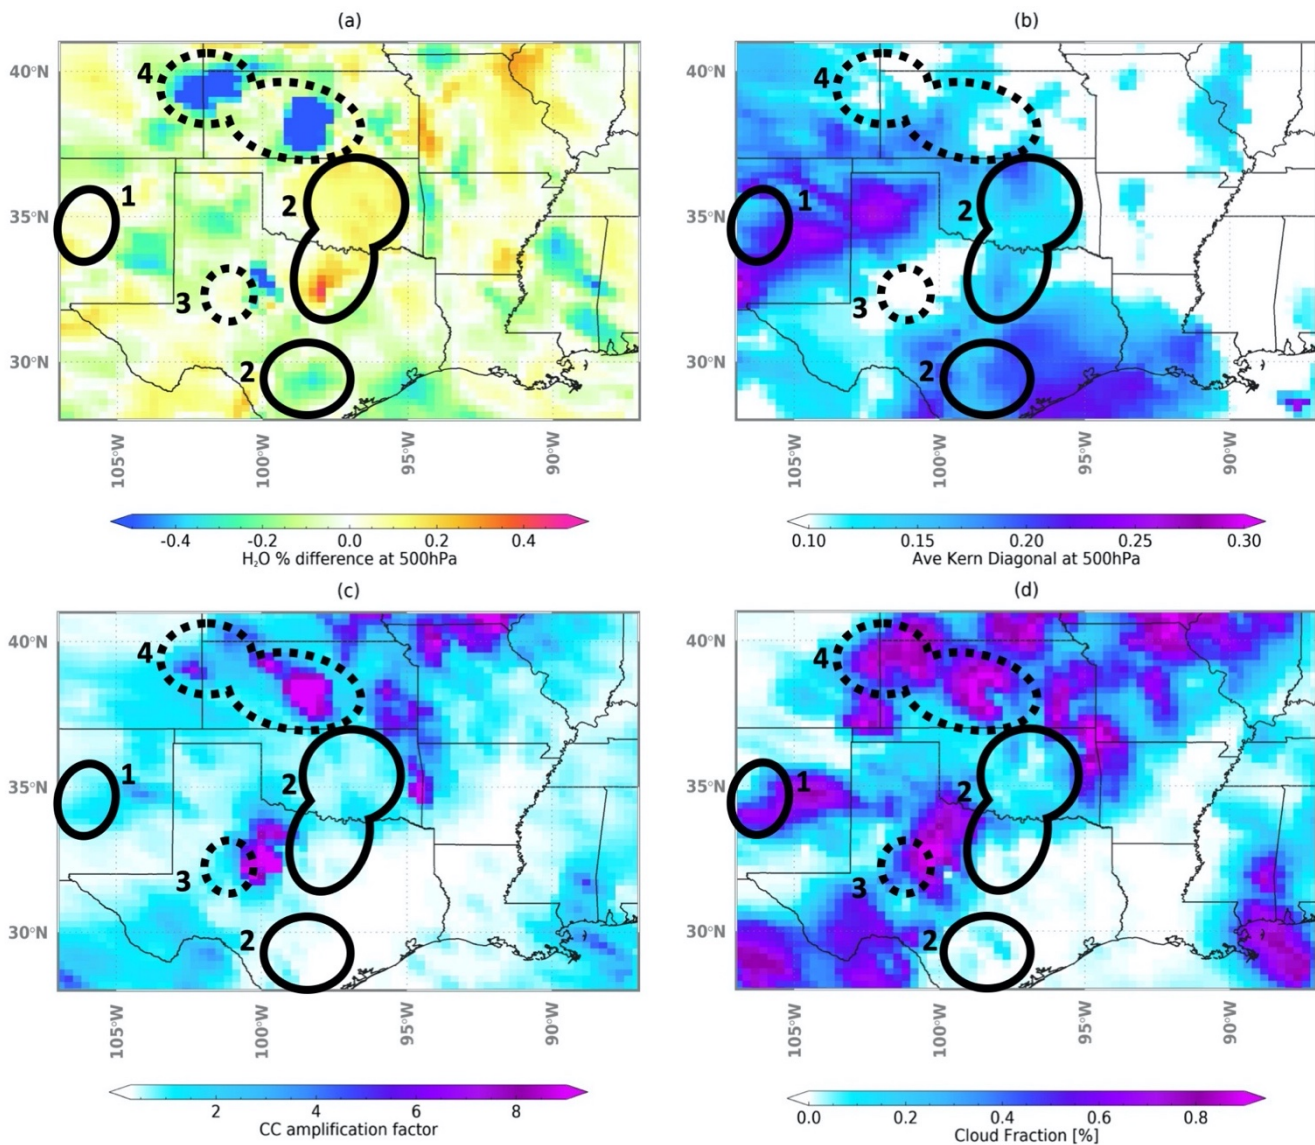 (a)
(b)
40°N
4
40°N
4
1
1
35°N
2
35°N
2
3
3
30°N
2
30°N
2
105°W
100°W
95°W
90°W
105°W
100°W
95°W
90°W
-0.4
-0.2
0.0
0.2
0.4
0.10
0.15
0.20
0.25
0.30
H₂O % difference at 500hPa
Ave Kern Diagonal at 500hPa
(c)
(d)
40°N
4
40°N
4
1
1
35°N
2
35°N
2
3
3
30°N
2
30°N
2
105°W
100°W
95°W
90°W
105°W
100°W
95°W
90°W
2
4
6
8
0.0
0.2
0.4
0.6
0.8
CC amplification factor
Cloud Fraction [%]